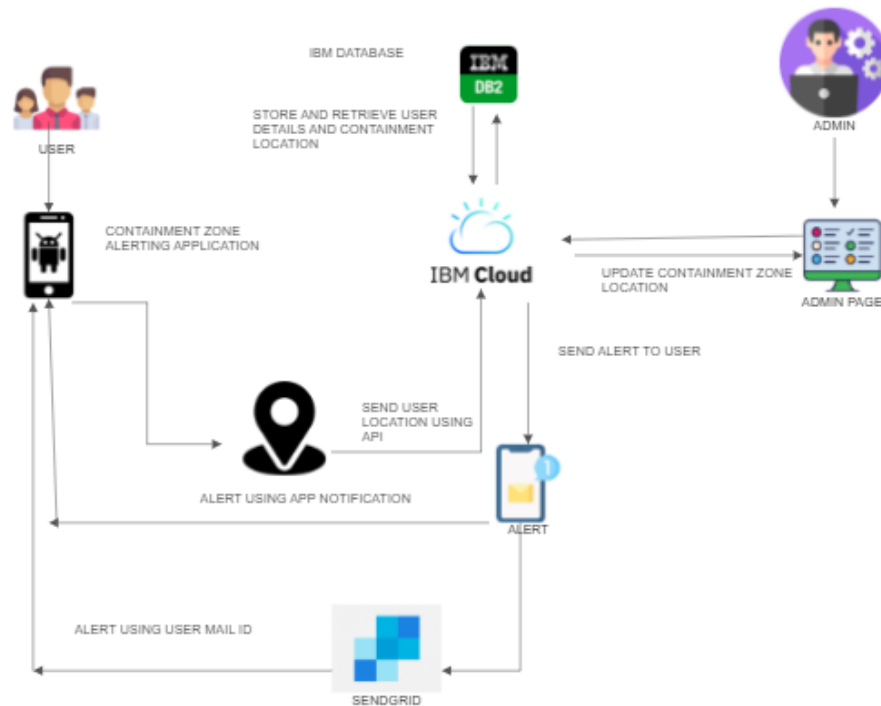 IBM DATABASE
IBM
DB2
STORE AND RETRIEVE USER
DETAILS AND CONTAINMENT
LOCATION
ADMIN
USER
CONTAINMENT ZONE
ALERTING APPLICATION
IBM Cloud
UPDATE CONTAINMENT ZONE
LOCATION
ADMIN PAGE
SEND ALERT TO USER
SEND USER
LOCATION USING
API
ALERT USING APP NOTIFICATION
1
ALERT
ALERT USING USER MAIL ID
SENDGRID